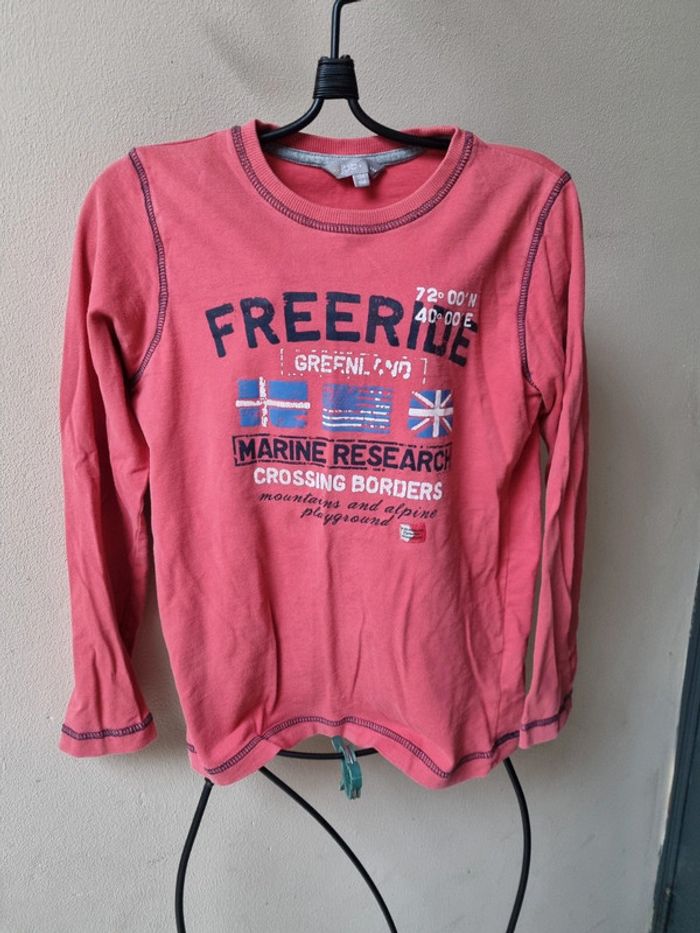 72° 00'N
40° 00'E
FREERIDE
GREENLAND
MARINE RESEARCH
CROSSING BORDERS
mountains and alpine
playground